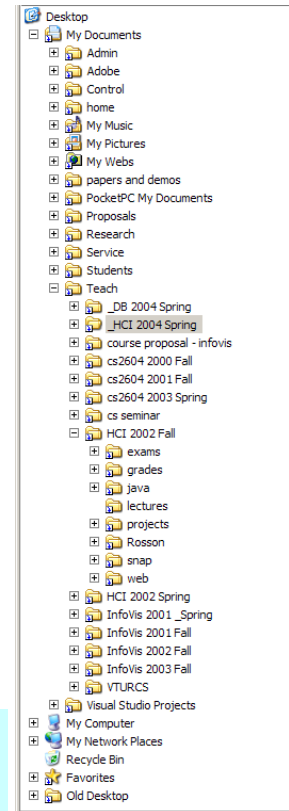 Desktop
My Documents
Admin
Adobe
Control
home
My Music
My Pictures
My Webs
papers and demos
PocketPC My Documents
Proposals
Research
Service
Students
Teach
_DB 2004 Spring
_HCI 2004 Spring
course proposal - infovis
cs2604 2000 Fall
cs2604 2001 Fall
cs2604 2003 Spring
cs seminar
HCI 2002 Fall
exams
grades
java
lectures
projects
Rosson
snap
web
HCI 2002 Spring
InfoVis 2001 _Spring
InfoVis 2001 Fall
InfoVis 2002 Fall
InfoVis 2003 Fall
VTURCS
Visual Studio Projects
My Computer
My Network Places
Recycle Bin
Favorites
Old Desktop